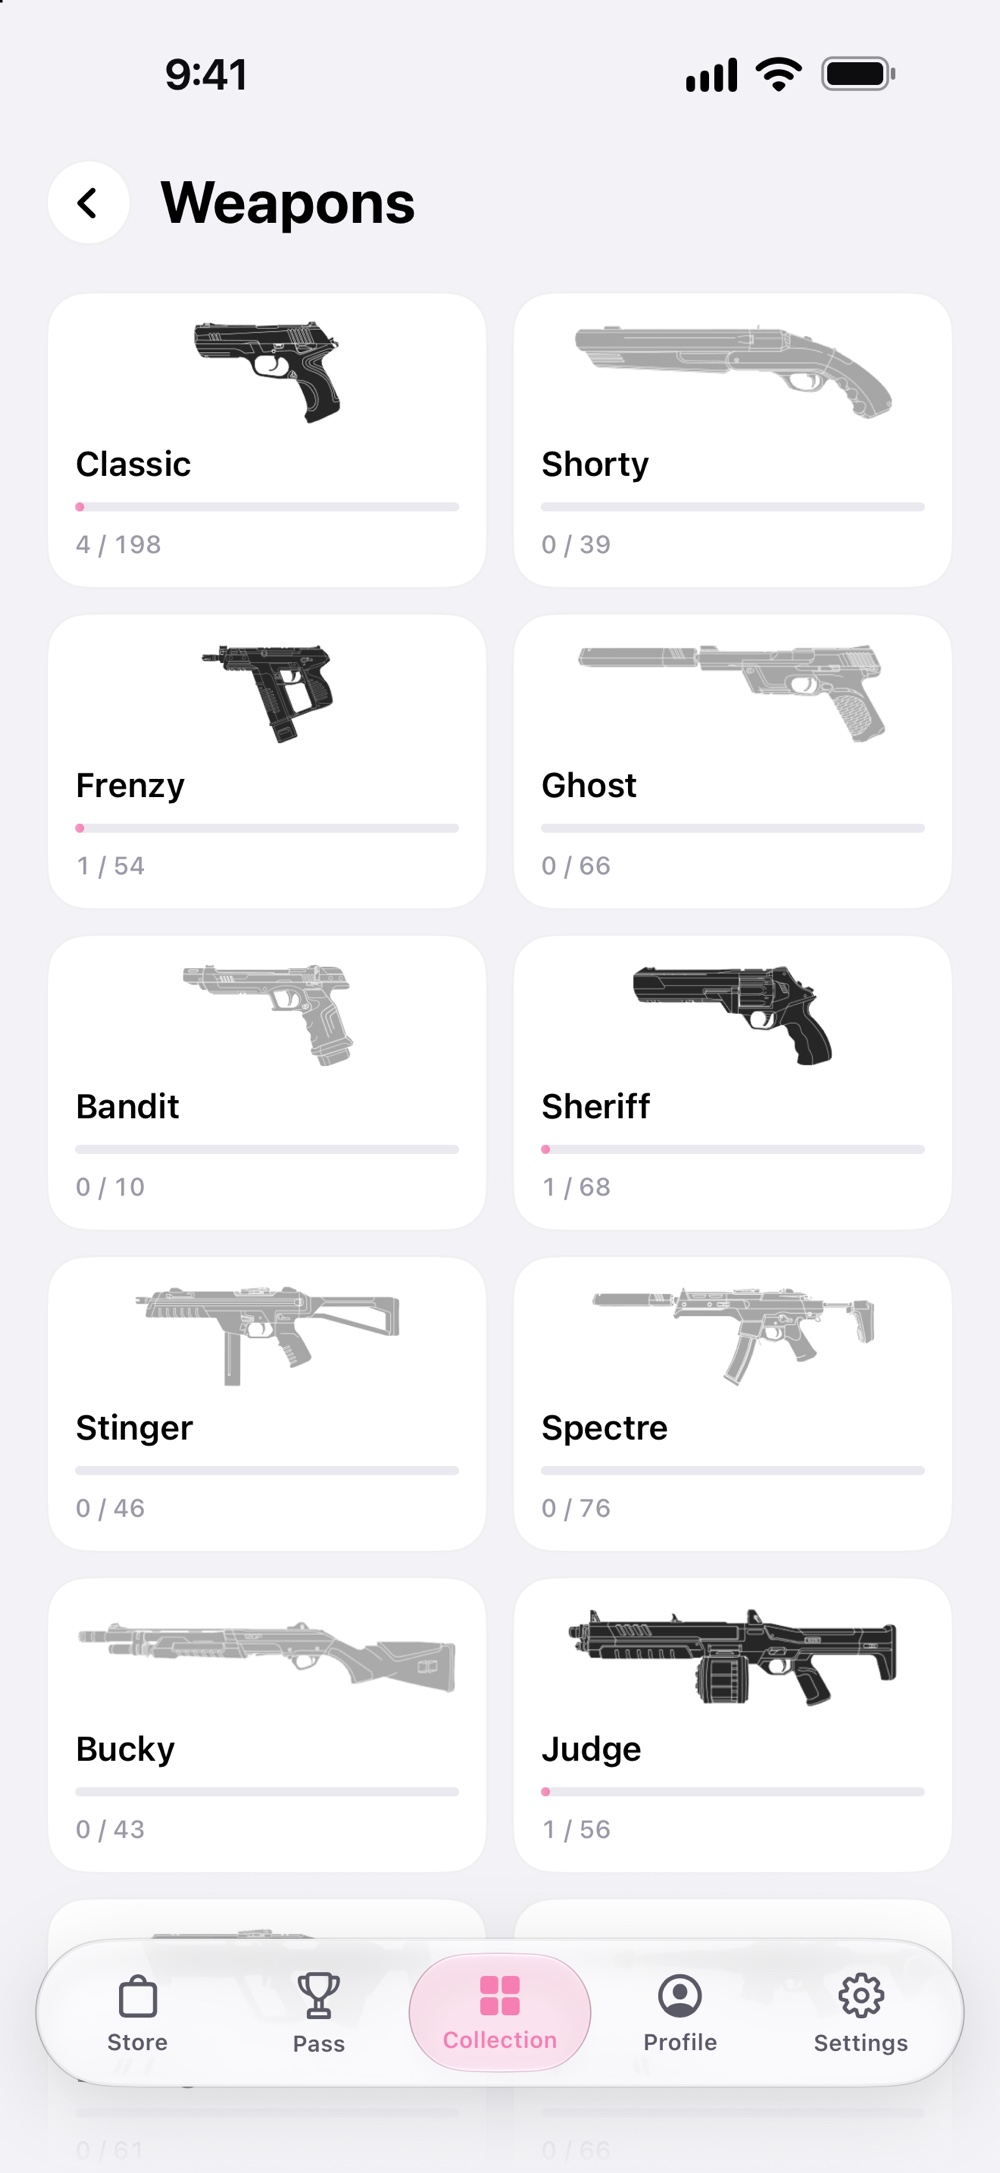 9:41
Weapons
Classic
4 / 198
Shorty
0 / 39
Frenzy
1 / 54
Ghost
0 / 66
Bandit
0 / 10
Sheriff
1 / 68
Stinger
0 / 46
Spectre
0 / 76
Bucky
0 / 43
Judge
1 / 56
Store
Pass
Collection
Profile
Settings
0 / 61
0 / 66